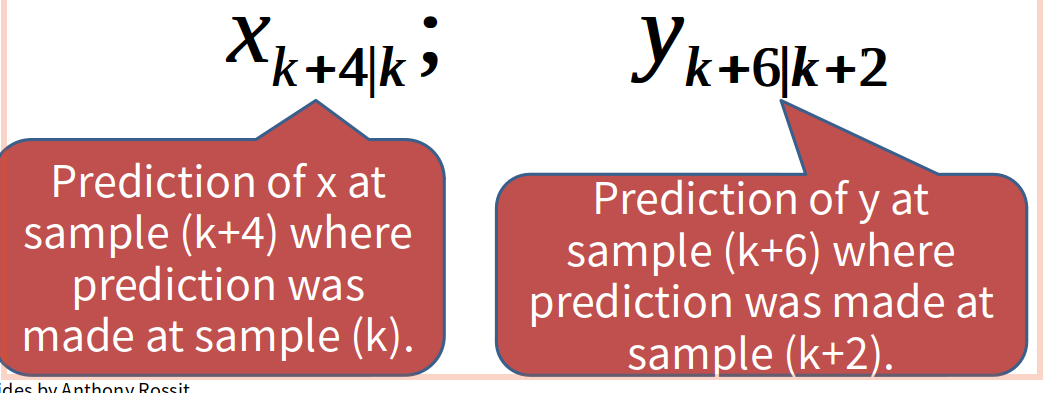 x_{k+4|k} ;
y_{k+6|k+2}
Prediction of x at
sample (k+4) where
prediction was
made at sample (k).
Prediction of y at
sample (k+6) where
prediction was made at
sample (k+2).
ides by Anthony Rossit